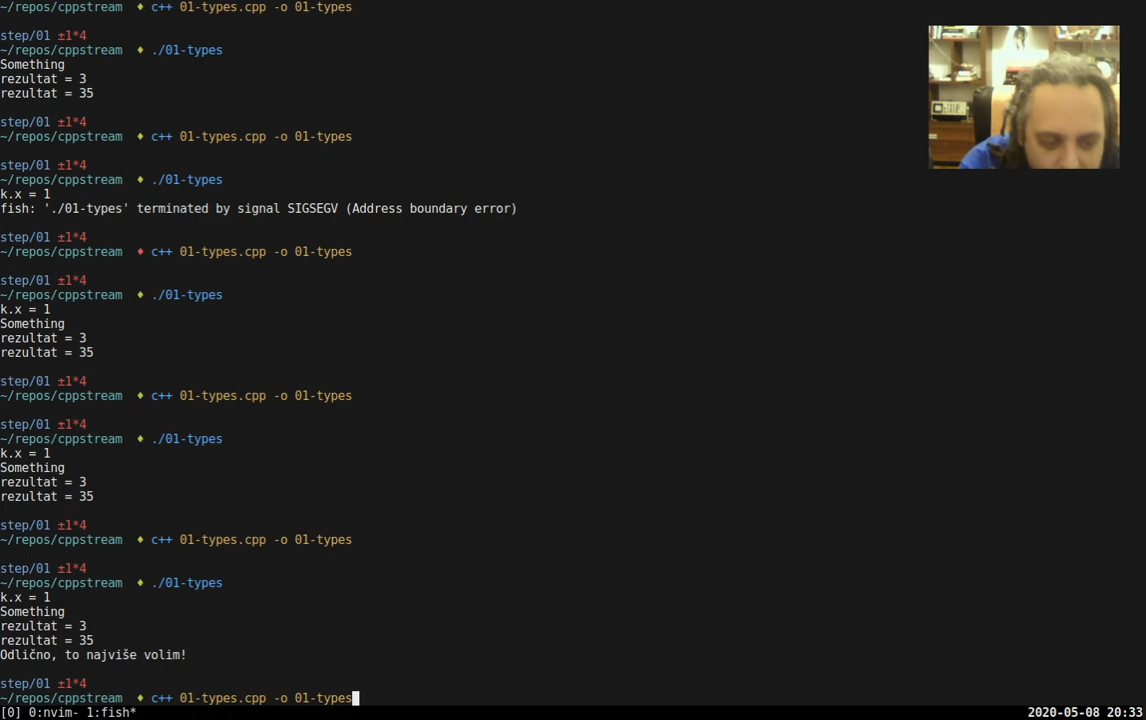 ~/repos/cppstream ♦ c++ 01-types.cpp -o 01-types
step/01 ±1*4
~/repos/cppstream ♦ ./01-types
Something
rezultat = 3
rezultat = 35
step/01 ±1*4
~/repos/cppstream ♦ c++ 01-types.cpp -o 01-types
step/01 ±1*4
~/repos/cppstream ♦ ./01-types
k.x = 1
fish: './01-types' terminated by signal SIGSEGV (Address boundary error)
step/01 ±1*4
~/repos/cppstream ♦ c++ 01-types.cpp -o 01-types
step/01 ±1*4
~/repos/cppstream ♦ ./01-types
k.x = 1
Something
rezultat = 3
rezultat = 35
step/01 ±1*4
~/repos/cppstream ♦ c++ 01-types.cpp -o 01-types
step/01 ±1*4
~/repos/cppstream ♦ ./01-types
k.x = 1
Something
rezultat = 3
rezultat = 35
step/01 ±1*4
~/repos/cppstream ♦ c++ 01-types.cpp -o 01-types
step/01 ±1*4
~/repos/cppstream ♦ ./01-types
k.x = 1
Something
rezultat = 3
rezultat = 35
Odlično, to najviše volim!
step/01 ±1*4
~/repos/cppstream ♦ c++ 01-types.cpp -o 01-types
[0] 0:nvim- 1:fish* 2020-05-08 20:33